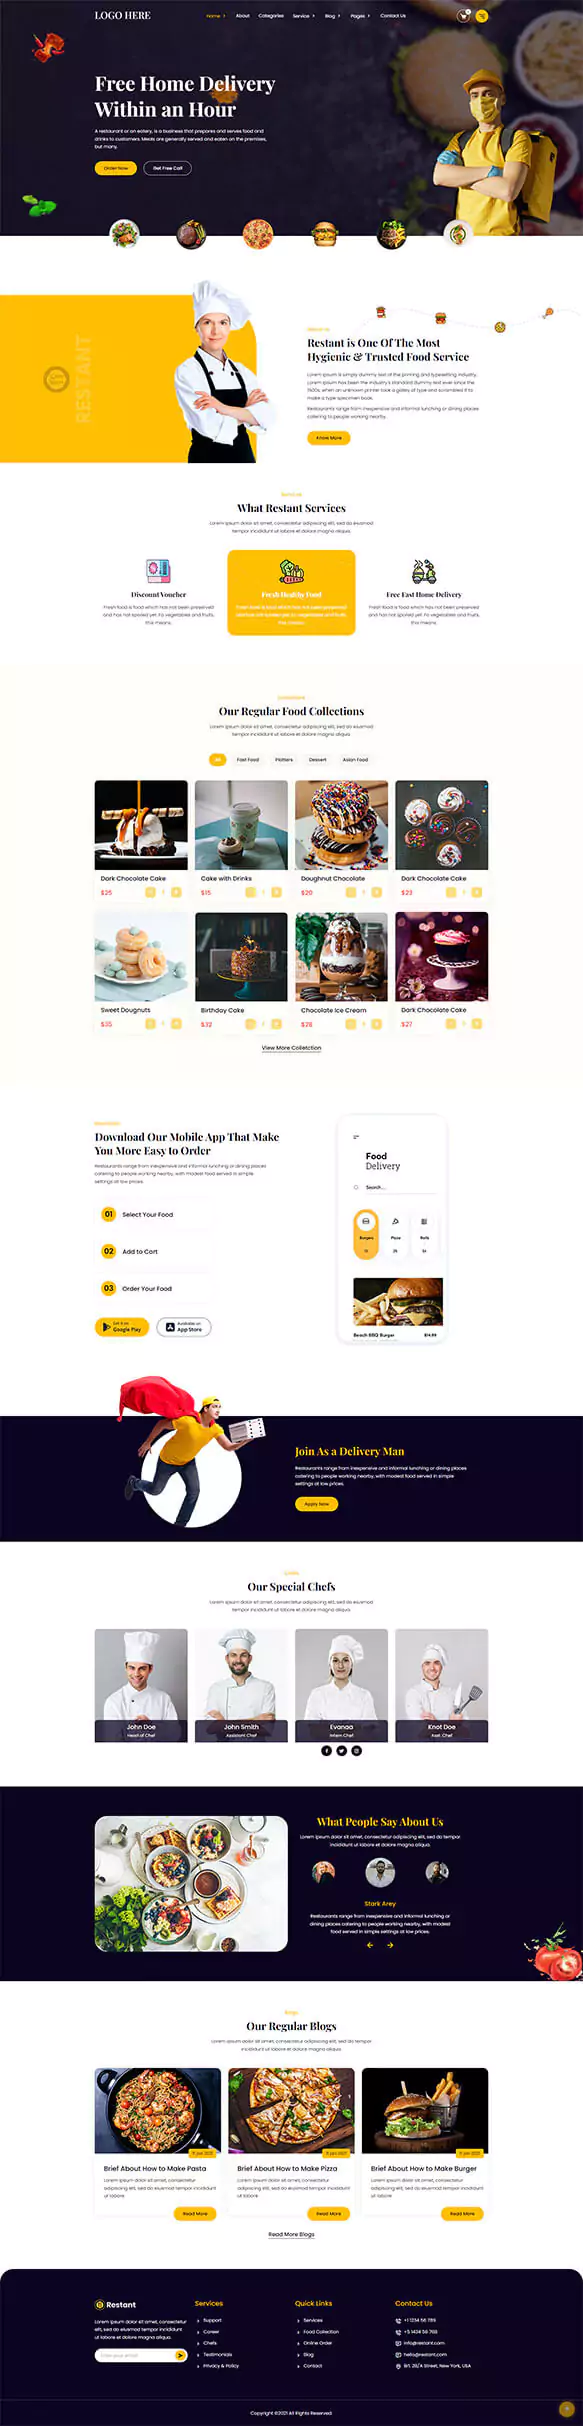 LOGO HERE
Home
About
Categories
Service
Blog
Pages
Contact Us
Free Home Delivery
Within an Hour
A restaurant or an eatery, is a business that prepares and serves food and
drinks to customers. Meals are generally served and eaten on the premises,
but many.
Order Now
Get Free Call
RESTANT
Restant is One Of The Most
Hygienic & Trusted Food Service
Lorem Ipsum is simply dummy text of the printing and typesetting industry.
Lorem Ipsum has been the industry's standard dummy text ever since the
1500s, when an unknown printer took a galley of type and scrambled it to
make a type specimen book.
Restaurants range from inexpensive and informal lunching or dining places
catering to people working nearby.
Know More
What Restant Services
Lorem ipsum dolor sit amet, consectetur adipiscing elit, sed do eiusmod
tempor incididunt ut labore et dolore magna aliqua.
Discount Voucher
Fresh food is food which has not been preserved
and has not spoiled yet. Fo vegetables and fruits,
this means.
Fresh Healthy Food
Fresh food is food which has not been preserved
and has not spoiled yet. Fo vegetables and fruits,
this means.
Free Fast Home Delivery
Fresh food is food which has not been preserved
and has not spoiled yet. Fo vegetables and fruits,
this means.
Our Regular Food Collections
Lorem ipsum dolor sit amet, consectetur adipiscing elit, sed do eiusmod
tempor incididunt ut labore et dolore magna aliqua.
All
Fast Food
Platters
Dessert
Asian Food
Dark Chocolate Cake
$25
Cake with Drinks
$15
Doughnut Chocolate
$20
Dark Chocolate Cake
$23
Sweet Dougnuts
$35
Birthday Cake
$32
Chocolate Ice Cream
$78
Dark Chocolate Cake
$27
View More Colletction
Download Our Mobile App That Make
You More Easy to Order
Restaurants range from inexpensive and informal lunching or dining places
catering to people working nearby, with modest food served in simple
settings at low prices.
01 Select Your Food
02 Add to Cart
03 Order Your Food
Get it on
Google Play
Available on
App Store
Food
Delivery
Search...
Burgers
Pizza
Rolls
Beach BBQ Burger
$14.99
Join As a Delivery Man
Restaurants range from inexpensive and informal lunching or dining places
catering to people working nearby, with modest food served in simple
settings at low prices.
Apply Now
Our Special Chefs
Lorem ipsum dolor sit amet, consectetur adipiscing elit, sed do eiusmod
tempor incididunt ut labore et dolore magna aliqua.
John Doe
Head of Chef
John Smith
Assistant Chef
Evanaa
Intern Chef
Knot Doe
Asst. Chef
What People Say About Us
Lorem ipsum dolor sit amet, consectetur adipiscing elit, sed do eiusmod tempor
incididunt ut labore et dolore magna aliqua.
Stark Arey
Restaurants range from inexpensive and informal lunching or
dining places catering to people working nearby, with modest
food served in simple settings at low prices.
Blogs
Our Regular Blogs
Lorem ipsum dolor sit amet, consectetur adipiscing elit, sed do eiusmod tempor
incididunt ut labore et dolore magna aliqua.
11 Jan 2021
Brief About How to Make Pasta
Lorem ipsum dolor sit amet, consectetur
adipiscing elit, sed do eiusmod tempor incididunt
ut labore
Read More
11 Jan 2021
Brief About How to Make Pizza
Lorem ipsum dolor sit amet, consectetur
adipiscing elit, sed do eiusmod tempor incididunt
ut labore
Read More
11 Jan 2021
Brief About How to Make Burger
Lorem ipsum dolor sit amet, consectetur
adipiscing elit, sed do eiusmod tempor incididunt
ut labore
Read More
Read More Blogs
Restant
Lorem ipsum dolor sit amet, consectetur
adipiscing elit, sed do eiusmod tempor
incididunt ut labore.
Enter your email
Services
Support
Career
Chefs
Testimonials
Privacy & Policy
Quick Links
Services
Food Collection
Online Order
Blog
Contact
Contact Us
+1 1234 56 789
+5 1434 56 788
info@restant.com
hello@restant.com
B/1, 28/A Street, New York, USA
Copyright ©2021 All Rights Reserved.